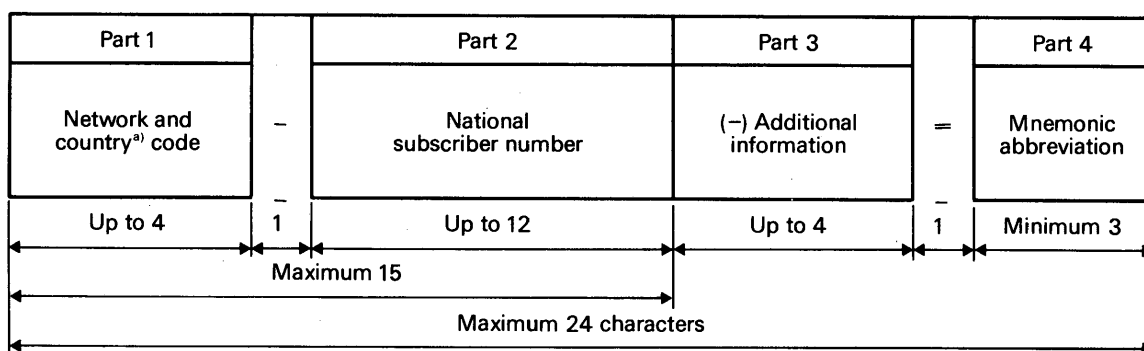 Part 1
Part 2
Part 3
Part 4
Network and
country a) code
–
National
subscriber number
(–) Additional
information
=
Mnemonic
abbreviation
Up to 4
1
Up to 12
Up to 4
1
Minimum 3
Maximum 15
Maximum 24 characters